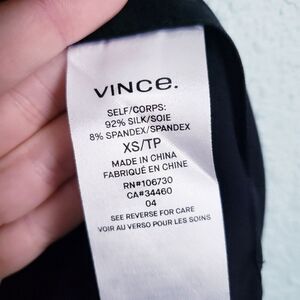 VINCE.
SELF/CORPS:
92% SILK/SOIE
8% SPANDEX/SPANDEX
XS/TP
MADE IN CHINA
FABRIQUÉ EN CHINE
RN#106730
CA#34460
04
SEE REVERSE FOR CARE
VOIR AU VERSO POUR LES SOINS